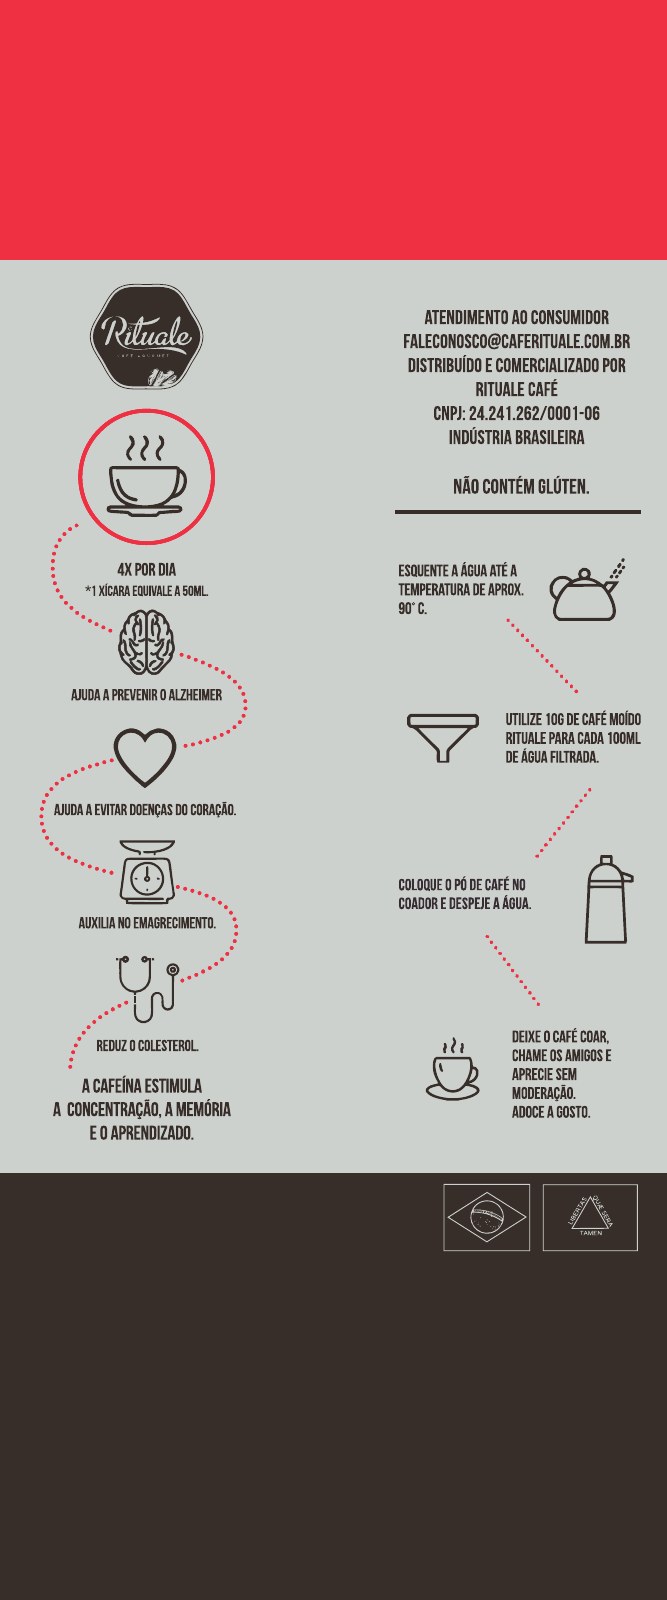 Rituale
CAFÉ GOURMET
4X POR DIA
*1 XÍCARA EQUIVALE A 50ML.
AJUDA A PREVENIR O ALZHEIMER
AJUDA A EVITAR DOENÇAS DO CORAÇÃO.
AUXILIA NO EMAGRECIMENTO.
REDUZ O COLESTEROL.
A CAFEÍNA ESTIMULA
A CONCENTRAÇÃO, A MEMÓRIA
E O APRENDIZADO.
ATENDIMENTO AO CONSUMIDOR
FALECONOSCO@CAFERITUALE.COM.BR
DISTRIBUÍDO E COMERCIALIZADO POR
RITUALE CAFÉ
CNPJ: 24.241.262/0001-06
INDÚSTRIA BRASILEIRA
NÃO CONTÉM GLÚTEN.
ESQUENTE A ÁGUA ATÉ A
TEMPERATURA DE APROX.
90° C.
UTILIZE 10G DE CAFÉ MOÍDO
RITUALE PARA CADA 100ML
DE ÁGUA FILTRADA.
COLOQUE O PÓ DE CAFÉ NO
COADOR E DESPEJE A ÁGUA.
DEIXE O CAFÉ COAR,
CHAME OS AMIGOS E
APRECIE SEM
MODERAÇÃO.
ADOCE A GOSTO.
LIBERTAS
QUÆ SERA
TAMEN